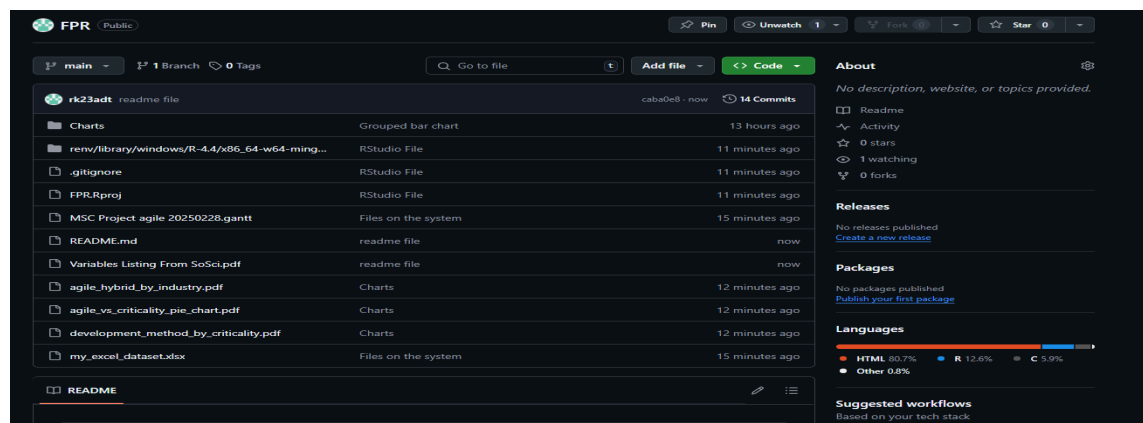 FPR Public
Pin Unwatch 1 Fork 0 Star 0
main 1 Branch 0 Tags Go to file t Add file <> Code
rk23adt readme file caba0e8 · now 14 Commits
Charts Grouped bar chart 13 hours ago
renv/library/windows/R-4.4/x86_64-w64-ming... RStudio File 11 minutes ago
.gitignore RStudio File 11 minutes ago
FPR.Rproj RStudio File 11 minutes ago
MSC Project agile 20250228.gantt Files on the system 15 minutes ago
README.md readme file now
Variables Listing From SoSci.pdf readme file now
agile_hybrid_by_industry.pdf Charts 12 minutes ago
agile_vs_criticality_pie_chart.pdf Charts 12 minutes ago
development_method_by_criticality.pdf Charts 12 minutes ago
my_excel_dataset.xlsx Files on the system 15 minutes ago
README
About
No description, website, or topics provided.
Readme
Activity
0 stars
1 watching
0 forks
Releases
No releases published
Create a new release
Packages
No packages published
Publish your first package
Languages
HTML 80.7% R 12.6% C 5.9%
Other 0.8%
Suggested workflows
Based on your tech stack